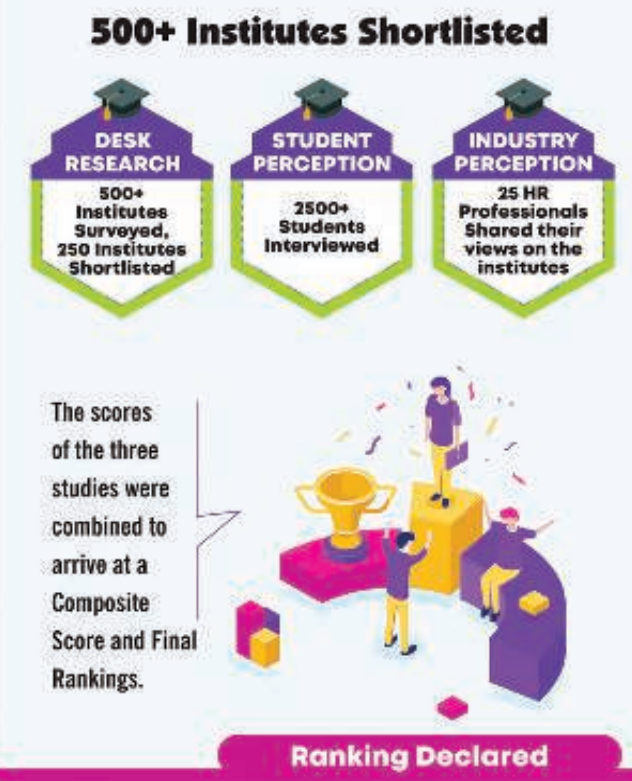 500+ Institutes Shortlisted
DESK
RESEARCH
500+
Institutes
Surveyed,
250 Institutes
Shortlisted
STUDENT
PERCEPTION
2500+
Students
Interviewed
INDUSTRY
PERCEPTION
25 HR
Professionals
Shared their
views on the
institutes
The scores
of the three
studies were
combined to
arrive at a
Composite
Score and Final
Rankings.
Ranking Declared